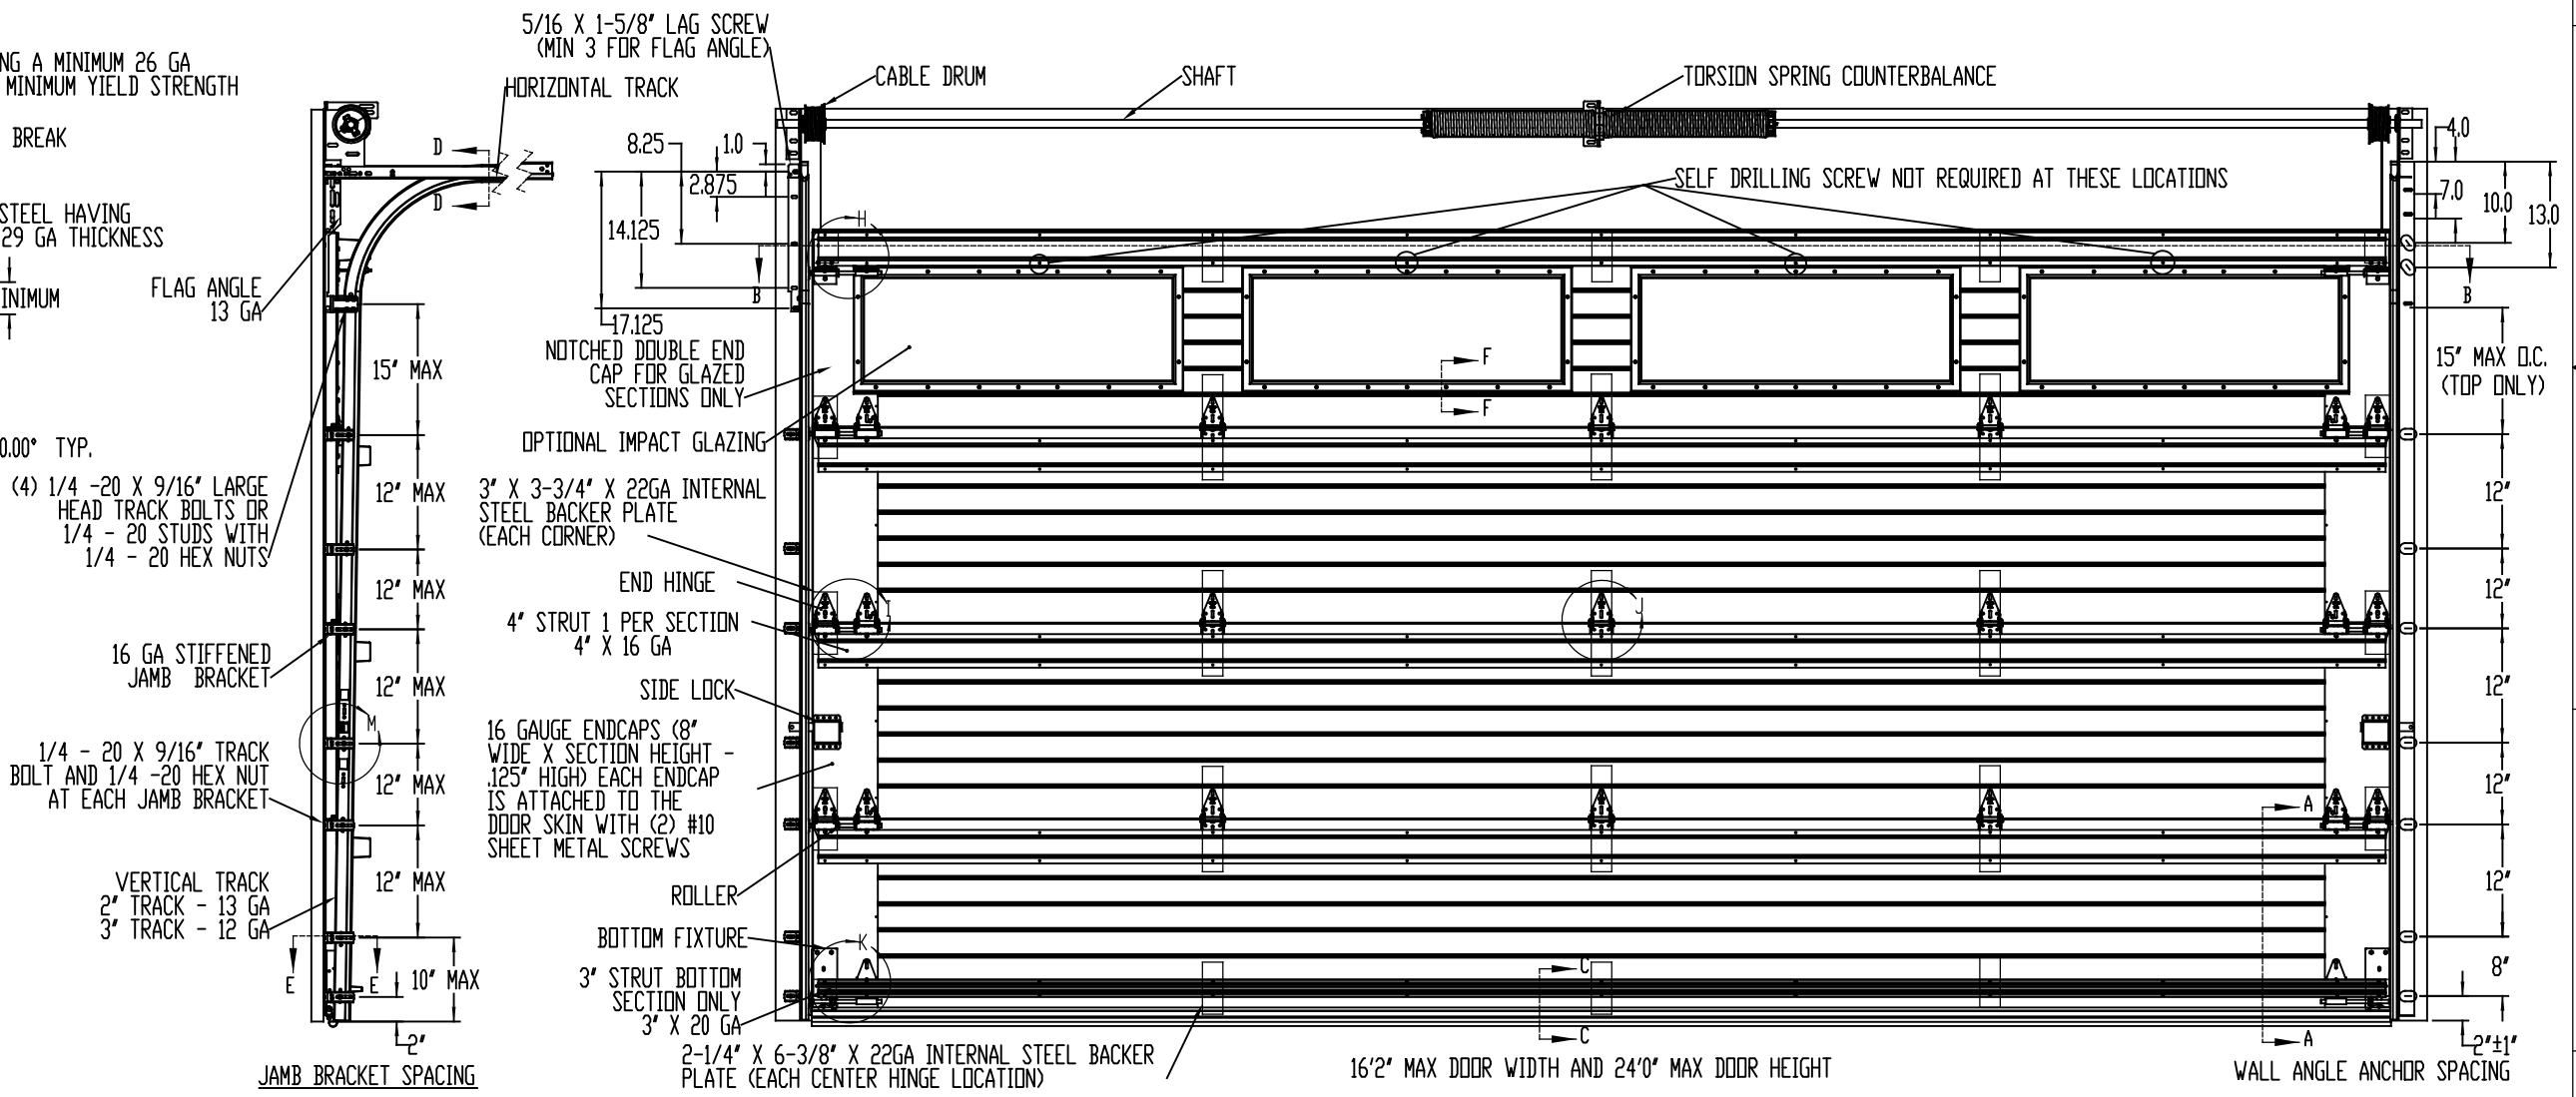 NG A MINIMUM 26 GA
MINIMUM YIELD STRENGTH
BREAK
STEEL HAVING
29 GA THICKNESS
INIMUM
0.00° TYP.
FLAG ANGLE
13 GA
(4) 1/4 -20 X 9/16" LARGE
HEAD TRACK BOLTS OR
1/4 - 20 STUDS WITH
1/4 - 20 HEX NUTS
16 GA STIFFENED
JAMB BRACKET
1/4 - 20 X 9/16" TRACK
BOLT AND 1/4 -20 HEX NUT
AT EACH JAMB BRACKET
VERTICAL TRACK
2" TRACK - 13 GA
3" TRACK - 12 GA
D
D
M
E
E
15" MAX
12" MAX
12" MAX
12" MAX
12" MAX
12" MAX
10" MAX
2"
JAMB BRACKET SPACING
5/16 X 1-5/8" LAG SCREW
(MIN 3 FOR FLAG ANGLE)
HORIZONTAL TRACK
CABLE DRUM
SHAFT
TORSION SPRING COUNTERBALANCE
SELF DRILLING SCREW NOT REQUIRED AT THESE LOCATIONS
8.25
1.0
2.875
14.125
17.125
H
B
NOTCHED DOUBLE END
CAP FOR GLAZED
SECTIONS ONLY
OPTIONAL IMPACT GLAZING
3" X 3-3/4" X 22GA INTERNAL
STEEL BACKER PLATE
(EACH CORNER)
END HINGE
4" STRUT 1 PER SECTION
4" X 16 GA
SIDE LOCK
16 GAUGE ENDCAPS (8"
WIDE X SECTION HEIGHT -
.125" HIGH) EACH ENDCAP
IS ATTACHED TO THE
DOOR SKIN WITH (2) #10
SHEET METAL SCREWS
ROLLER
BOTTOM FIXTURE
3" STRUT BOTTOM
SECTION ONLY
3" X 20 GA
2-1/4" X 6-3/8" X 22GA INTERNAL STEEL BACKER
PLATE (EACH CENTER HINGE LOCATION)
F
F
I
J
K
C
C
A
A
16'2" MAX DOOR WIDTH AND 24'0" MAX DOOR HEIGHT
4.0
7.0
10.0
13.0
B
15" MAX O.C.
(TOP ONLY)
12"
12"
12"
12"
12"
8"
2"±1"
WALL ANGLE ANCHOR SPACING